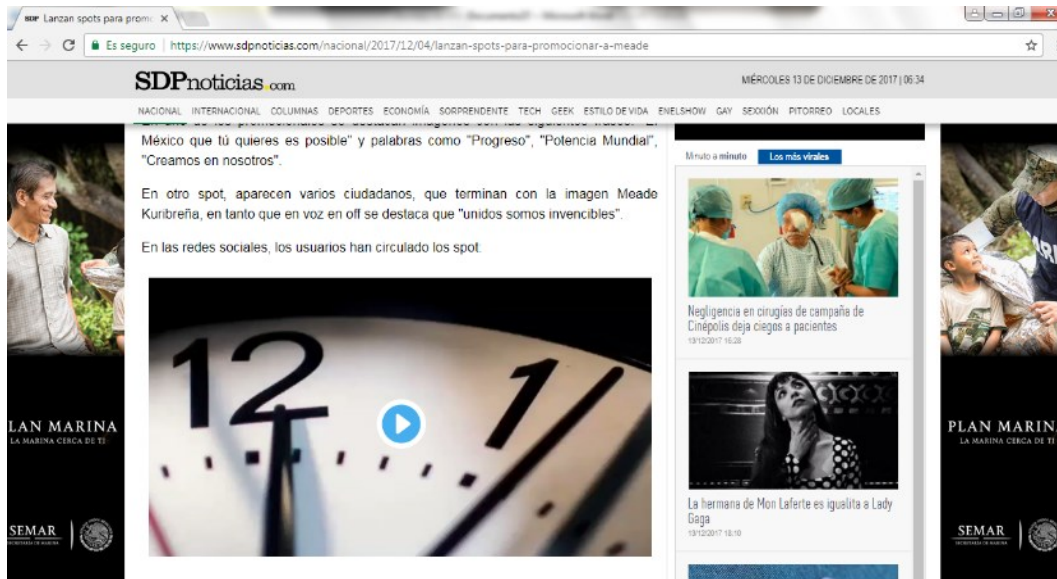 SDP Lanzan spots para promo
Es seguro | https://www.sdpnoticias.com/nacional/2017/12/04/lanzan-spots-para-promocionar-a-meade
SDPnoticias.com
MIÉRCOLES 13 DE DICIEMBRE DE 2017 | 06:34
NACIONAL INTERNACIONAL COLUMNAS DEPORTES ECONOMÍA SORPRENDENTE TECH GEEK ESTILO DE VIDA ENELSHOW GAY SEXXIÓN PITORREO LOCALES
México que tú quieres es posible" y palabras como "Progreso", "Potencia Mundial",
"Creamos en nosotros".
En otro spot, aparecen varios ciudadanos, que terminan con la imagen Meade
Kuribreña, en tanto que en voz en off se destaca que "unidos somos invencibles".
En las redes sociales, los usuarios han circulado los spot:
12 1
Minuto a minuto Los más virales
Negligencia en cirugías de campaña de
Cinépolis deja ciegos a pacientes
13/12/2017 16:28
La hermana de Mon Laferte es igualita a Lady
Gaga
13/12/2017 18:10
LAN MARINA
LA MARINA CERCA DE TI
SEMAR
PLAN MARINA
LA MARINA CERCA DE TI
SEMAR